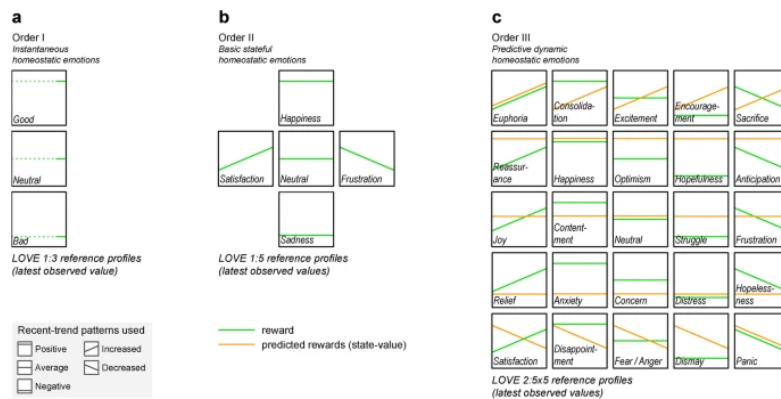 a
Order I
Instantaneous
homeostatic emotions
Good
Neutral
Bad
LOVE 1:3 reference profiles
(latest observed value)
Recent-trend patterns used
Positive
Increased
Average
Decreased
Negative
b
Order II
Basic stateful
homeostatic emotions
Happiness
Satisfaction
Neutral
Frustration
Sadness
LOVE 1:5 reference profiles
(latest observed values)
reward
predicted rewards (state-value)
c
Order III
Predictive dynamic
homeostatic emotions
Euphoria
Consolida-
tion
Excitement
Encourage-
ment
Sacrifice
Reassur-
ance
Happiness
Optimism
Hopefulness
Anticipation
Joy
Content-
ment
Neutral
Struggle
Frustration
Relief
Anxiety
Concern
Distress
Hopeless-
ness
Satisfaction
Disappoint-
ment
Fear / Anger
Dismay
Panic
LOVE 2:5x5 reference profiles
(latest observed values)